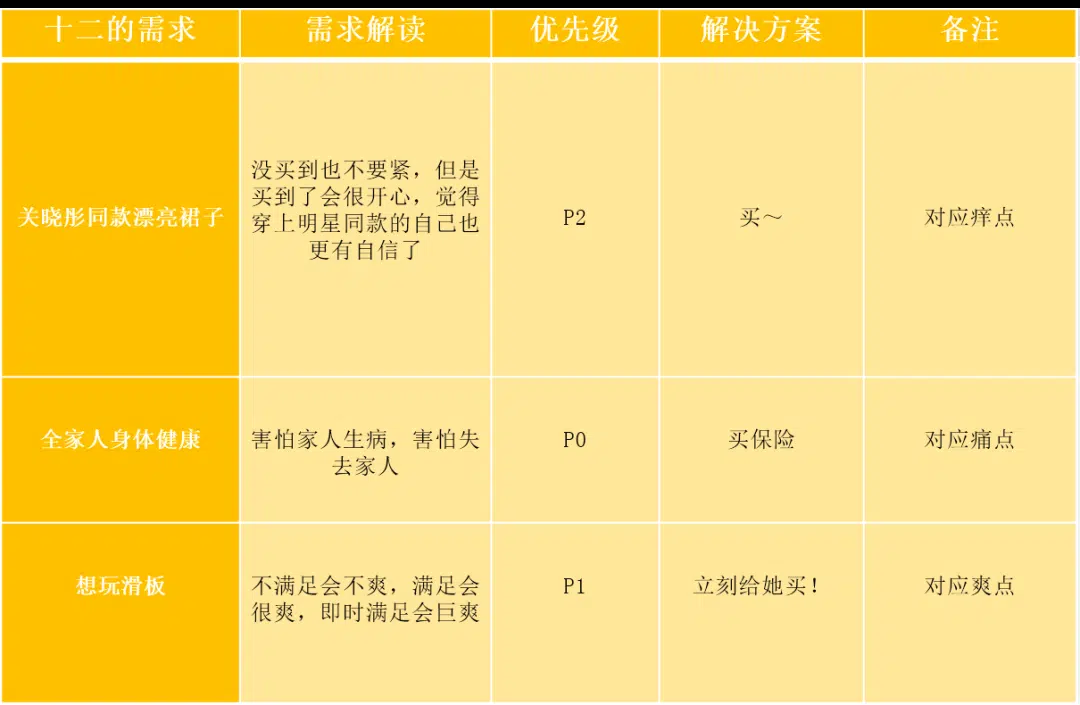 十二的需求 需求解读 优先级 解决方案 备注
没买到也不要紧，但是
买到了会很开心，觉得
关晓彤同款漂亮裙子 穿上明星同款的自己也 P2 买～ 对应痒点
更有自信了
全家人身体健康 害怕家人生病，害怕失 P0 买保险 对应痛点
去家人
想玩滑板 不满足会不爽，满足会 P1 立刻给她买！ 对应爽点
很爽，即时满足会巨爽